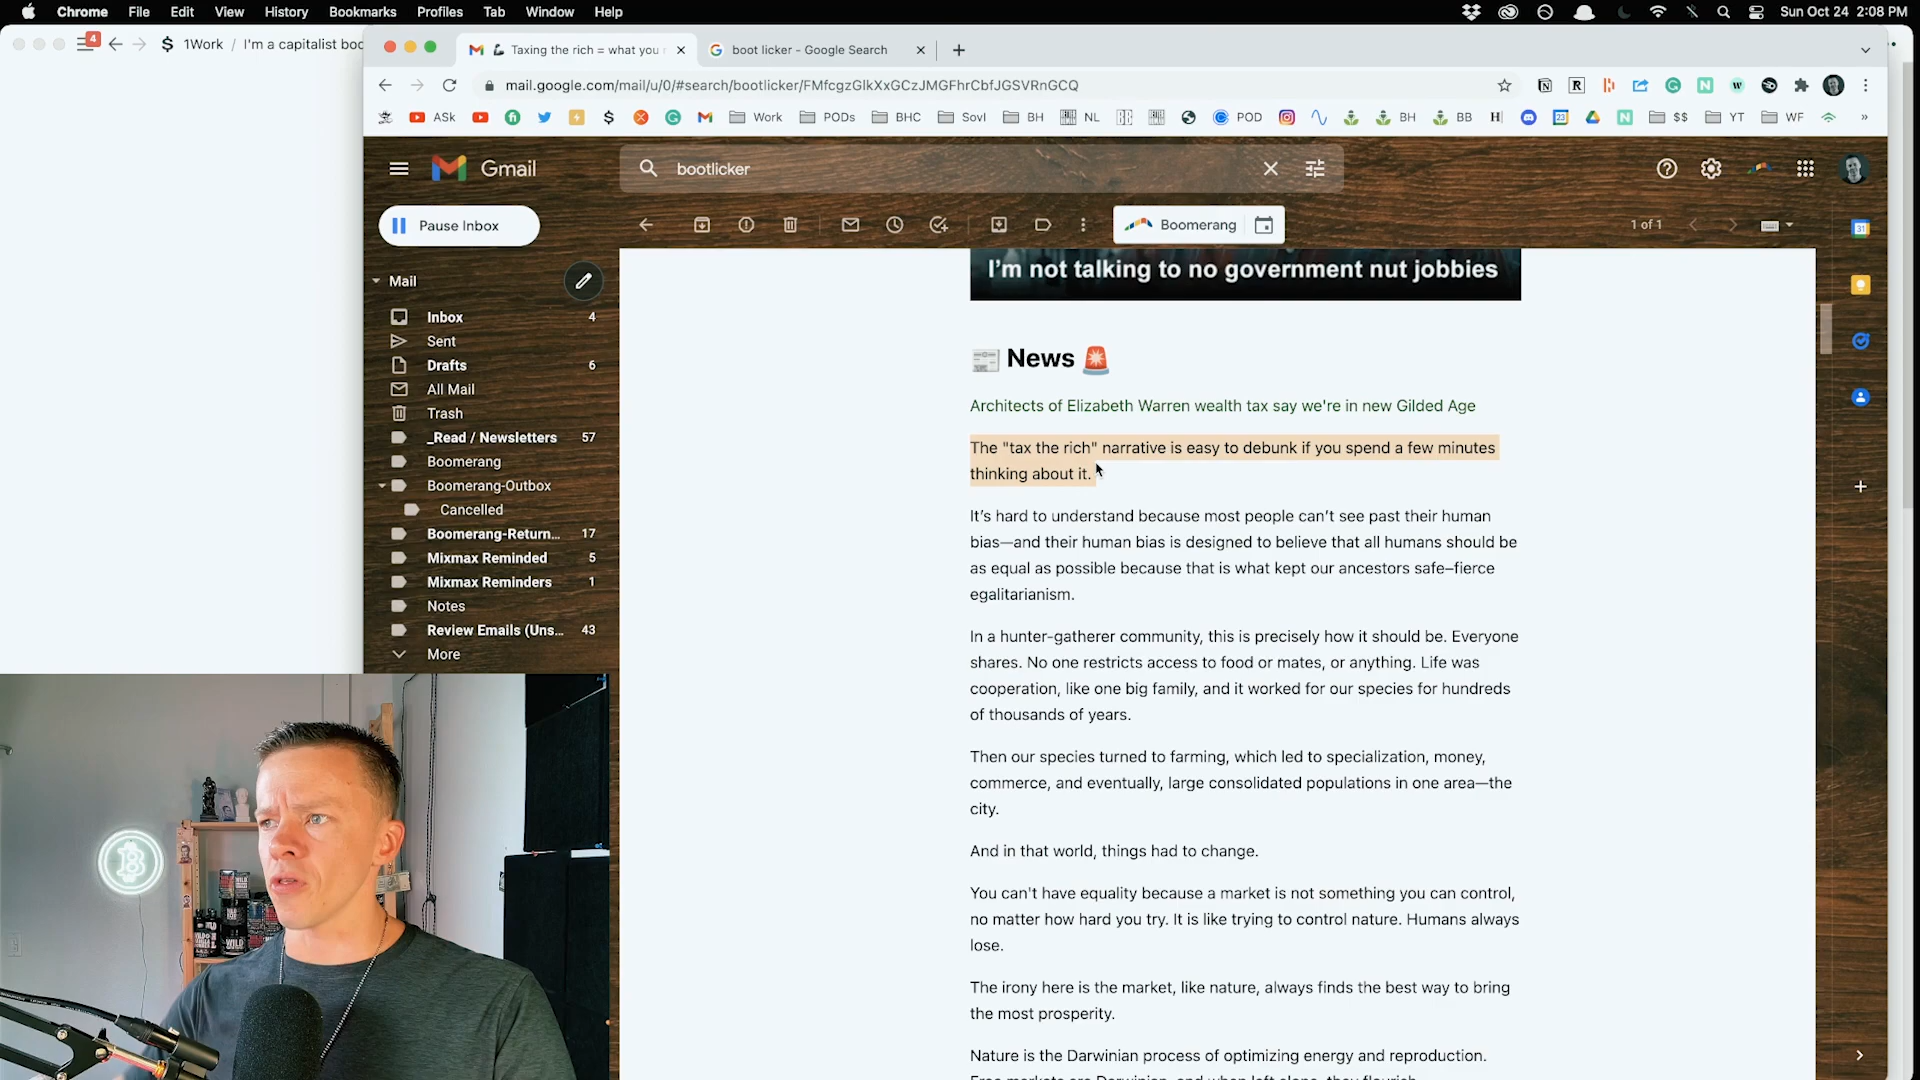 Chrome File Edit View History Bookmarks Profiles Tab Window Help
Sun Oct 24 2:08 PM
4
$ 1Work / I'm a capitalist boo
Taxing the rich = what you
boot licker - Google Search
mail.google.com/mail/u/0/#search/bootlicker/FMfcgzGlkXxGCzJMGFhrCbfJGSVRnGCQ
ASk
$
Work
PODs
BHC
Sovl
BH
NL
POD
BH
BB
H
23
$$
YT
WF
»
Gmail
bootlicker
Pause Inbox
Boomerang
1 of 1
31
Mail
Inbox 4
Sent
Drafts 6
All Mail
Trash
_Read / Newsletters 57
Boomerang
Boomerang-Outbox
Cancelled
Boomerang-Return... 17
Mixmax Reminded 5
Mixmax Reminders 1
Notes
Review Emails (Uns... 43
More
I'm not talking to no government nut jobbies
News
Architects of Elizabeth Warren wealth tax say we're in new Gilded Age
The "tax the rich" narrative is easy to debunk if you spend a few minutes
thinking about it.
It's hard to understand because most people can't see past their human
bias—and their human bias is designed to believe that all humans should be
as equal as possible because that is what kept our ancestors safe–fierce
egalitarianism.
In a hunter-gatherer community, this is precisely how it should be. Everyone
shares. No one restricts access to food or mates, or anything. Life was
cooperation, like one big family, and it worked for our species for hundreds
of thousands of years.
Then our species turned to farming, which led to specialization, money,
commerce, and eventually, large consolidated populations in one area—the
city.
And in that world, things had to change.
You can't have equality because a market is not something you can control,
no matter how hard you try. It is like trying to control nature. Humans always
lose.
The irony here is the market, like nature, always finds the best way to bring
the most prosperity.
Nature is the Darwinian process of optimizing energy and reproduction.
Free markets are Darwinian, and when left alone, they flourish.